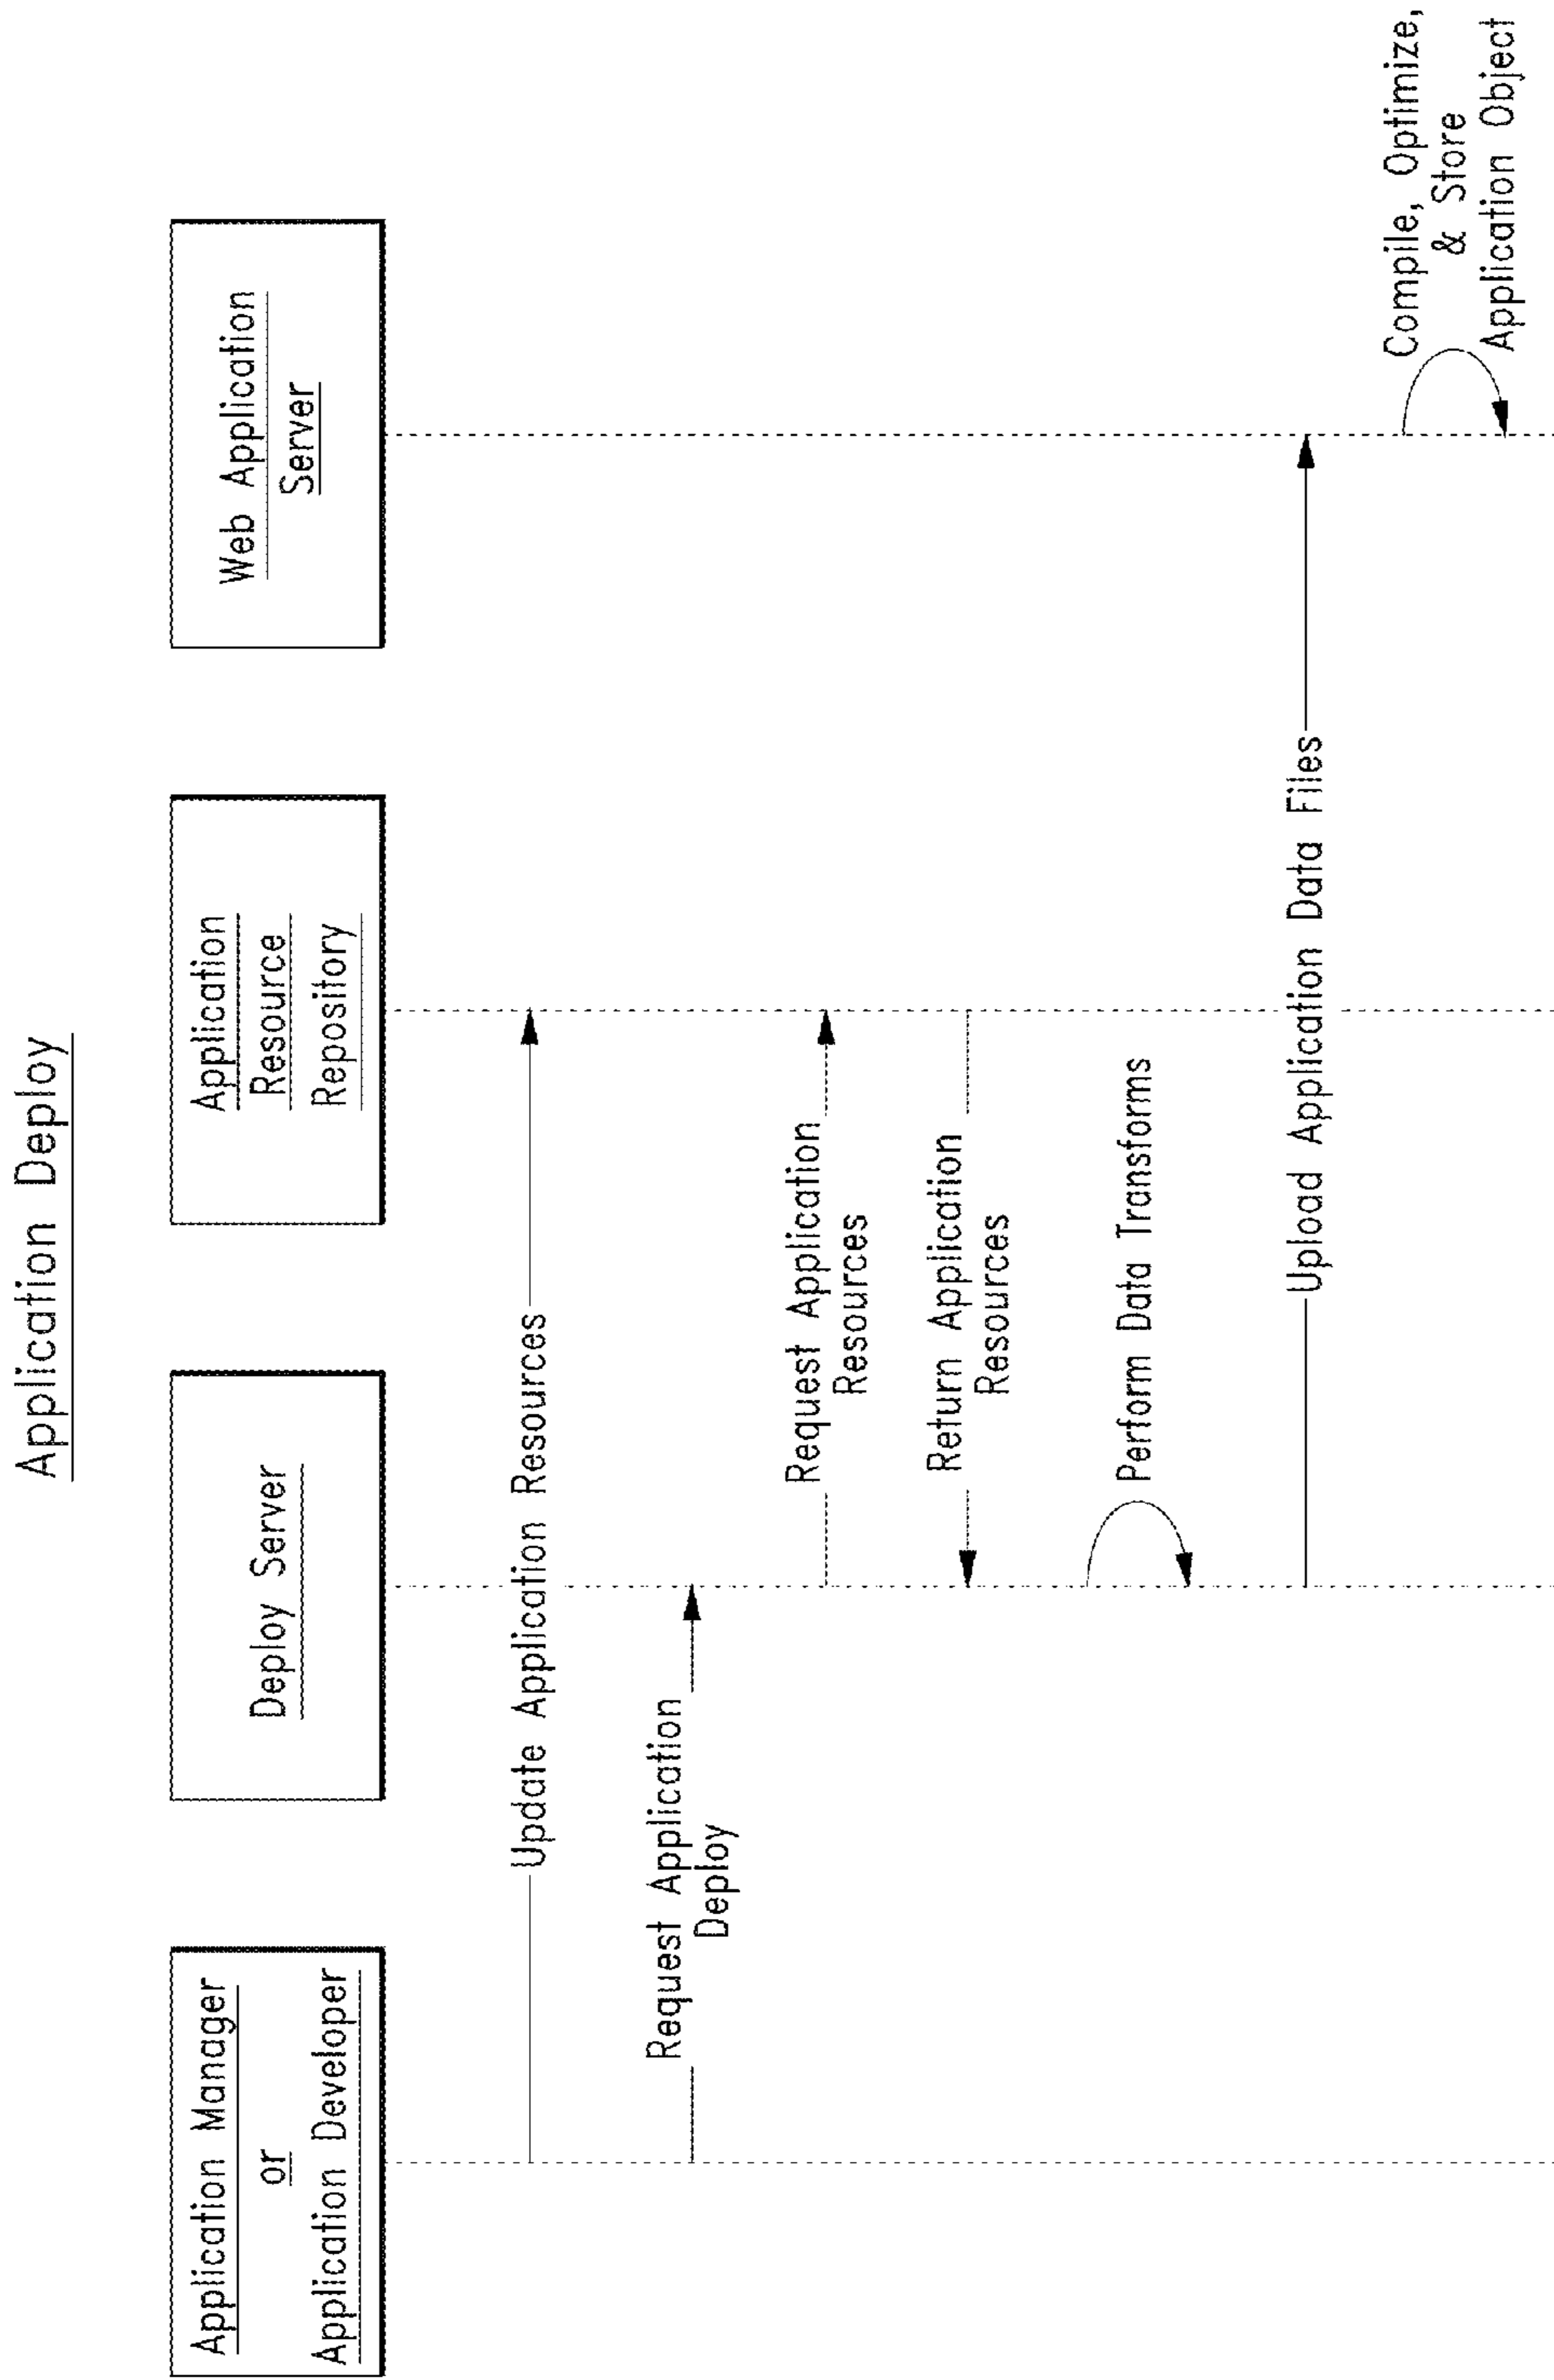 Application Deploy
Application Manager
or
Application Developer
Deploy Server
Application
Resource
Repository
Web Application
Server
Update Application Resources
Request Application
Deploy
Request Application
Resources
Return Application
Resources
Perform Data Transforms
Upload Application Data Files
Compile, Optimize,
& Store
Application Object